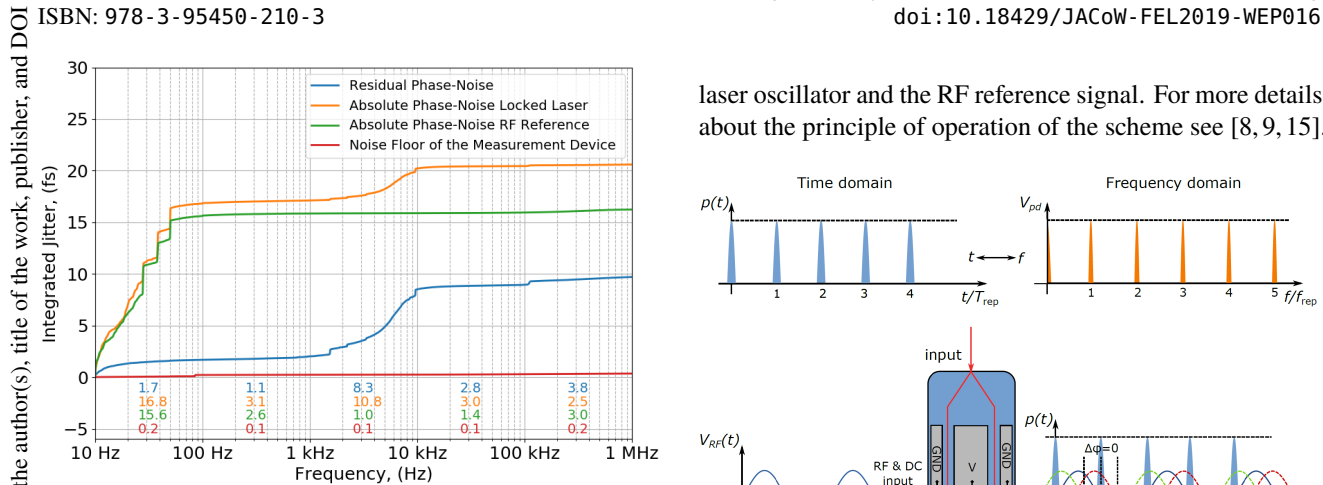 ISBN: 978-3-95450-210-3
doi:10.18429/JACoW-FEL2019-WEP016
the author(s), title of the work, publisher, and DOI
30
25
20
15
10
5
0
−5
Integrated Jitter, (fs)
Residual Phase-Noise
Absolute Phase-Noise Locked Laser
Absolute Phase-Noise RF Reference
Noise Floor of the Measurement Device
1.7 1.1 8.3 2.8 3.8
16.8 3.1 10.8 3.0 2.5
15.6 2.6 1.0 1.4 3.0
0.2 0.1 0.1 0.1 0.2
10 Hz 100 Hz 1 kHz 10 kHz 100 kHz 1 MHz
Frequency, (Hz)
laser oscillator and the RF reference signal. For more details
about the principle of operation of the scheme see [8, 9, 15].
Time domain
Frequency domain
p(t)
V_pd
t f
1 2 3 4
t/T_rep
1 2 3 4 5
f/f_rep
input
V_RF(t)
RF & DC
input
GND
V
GND
p(t)
Δφ=0